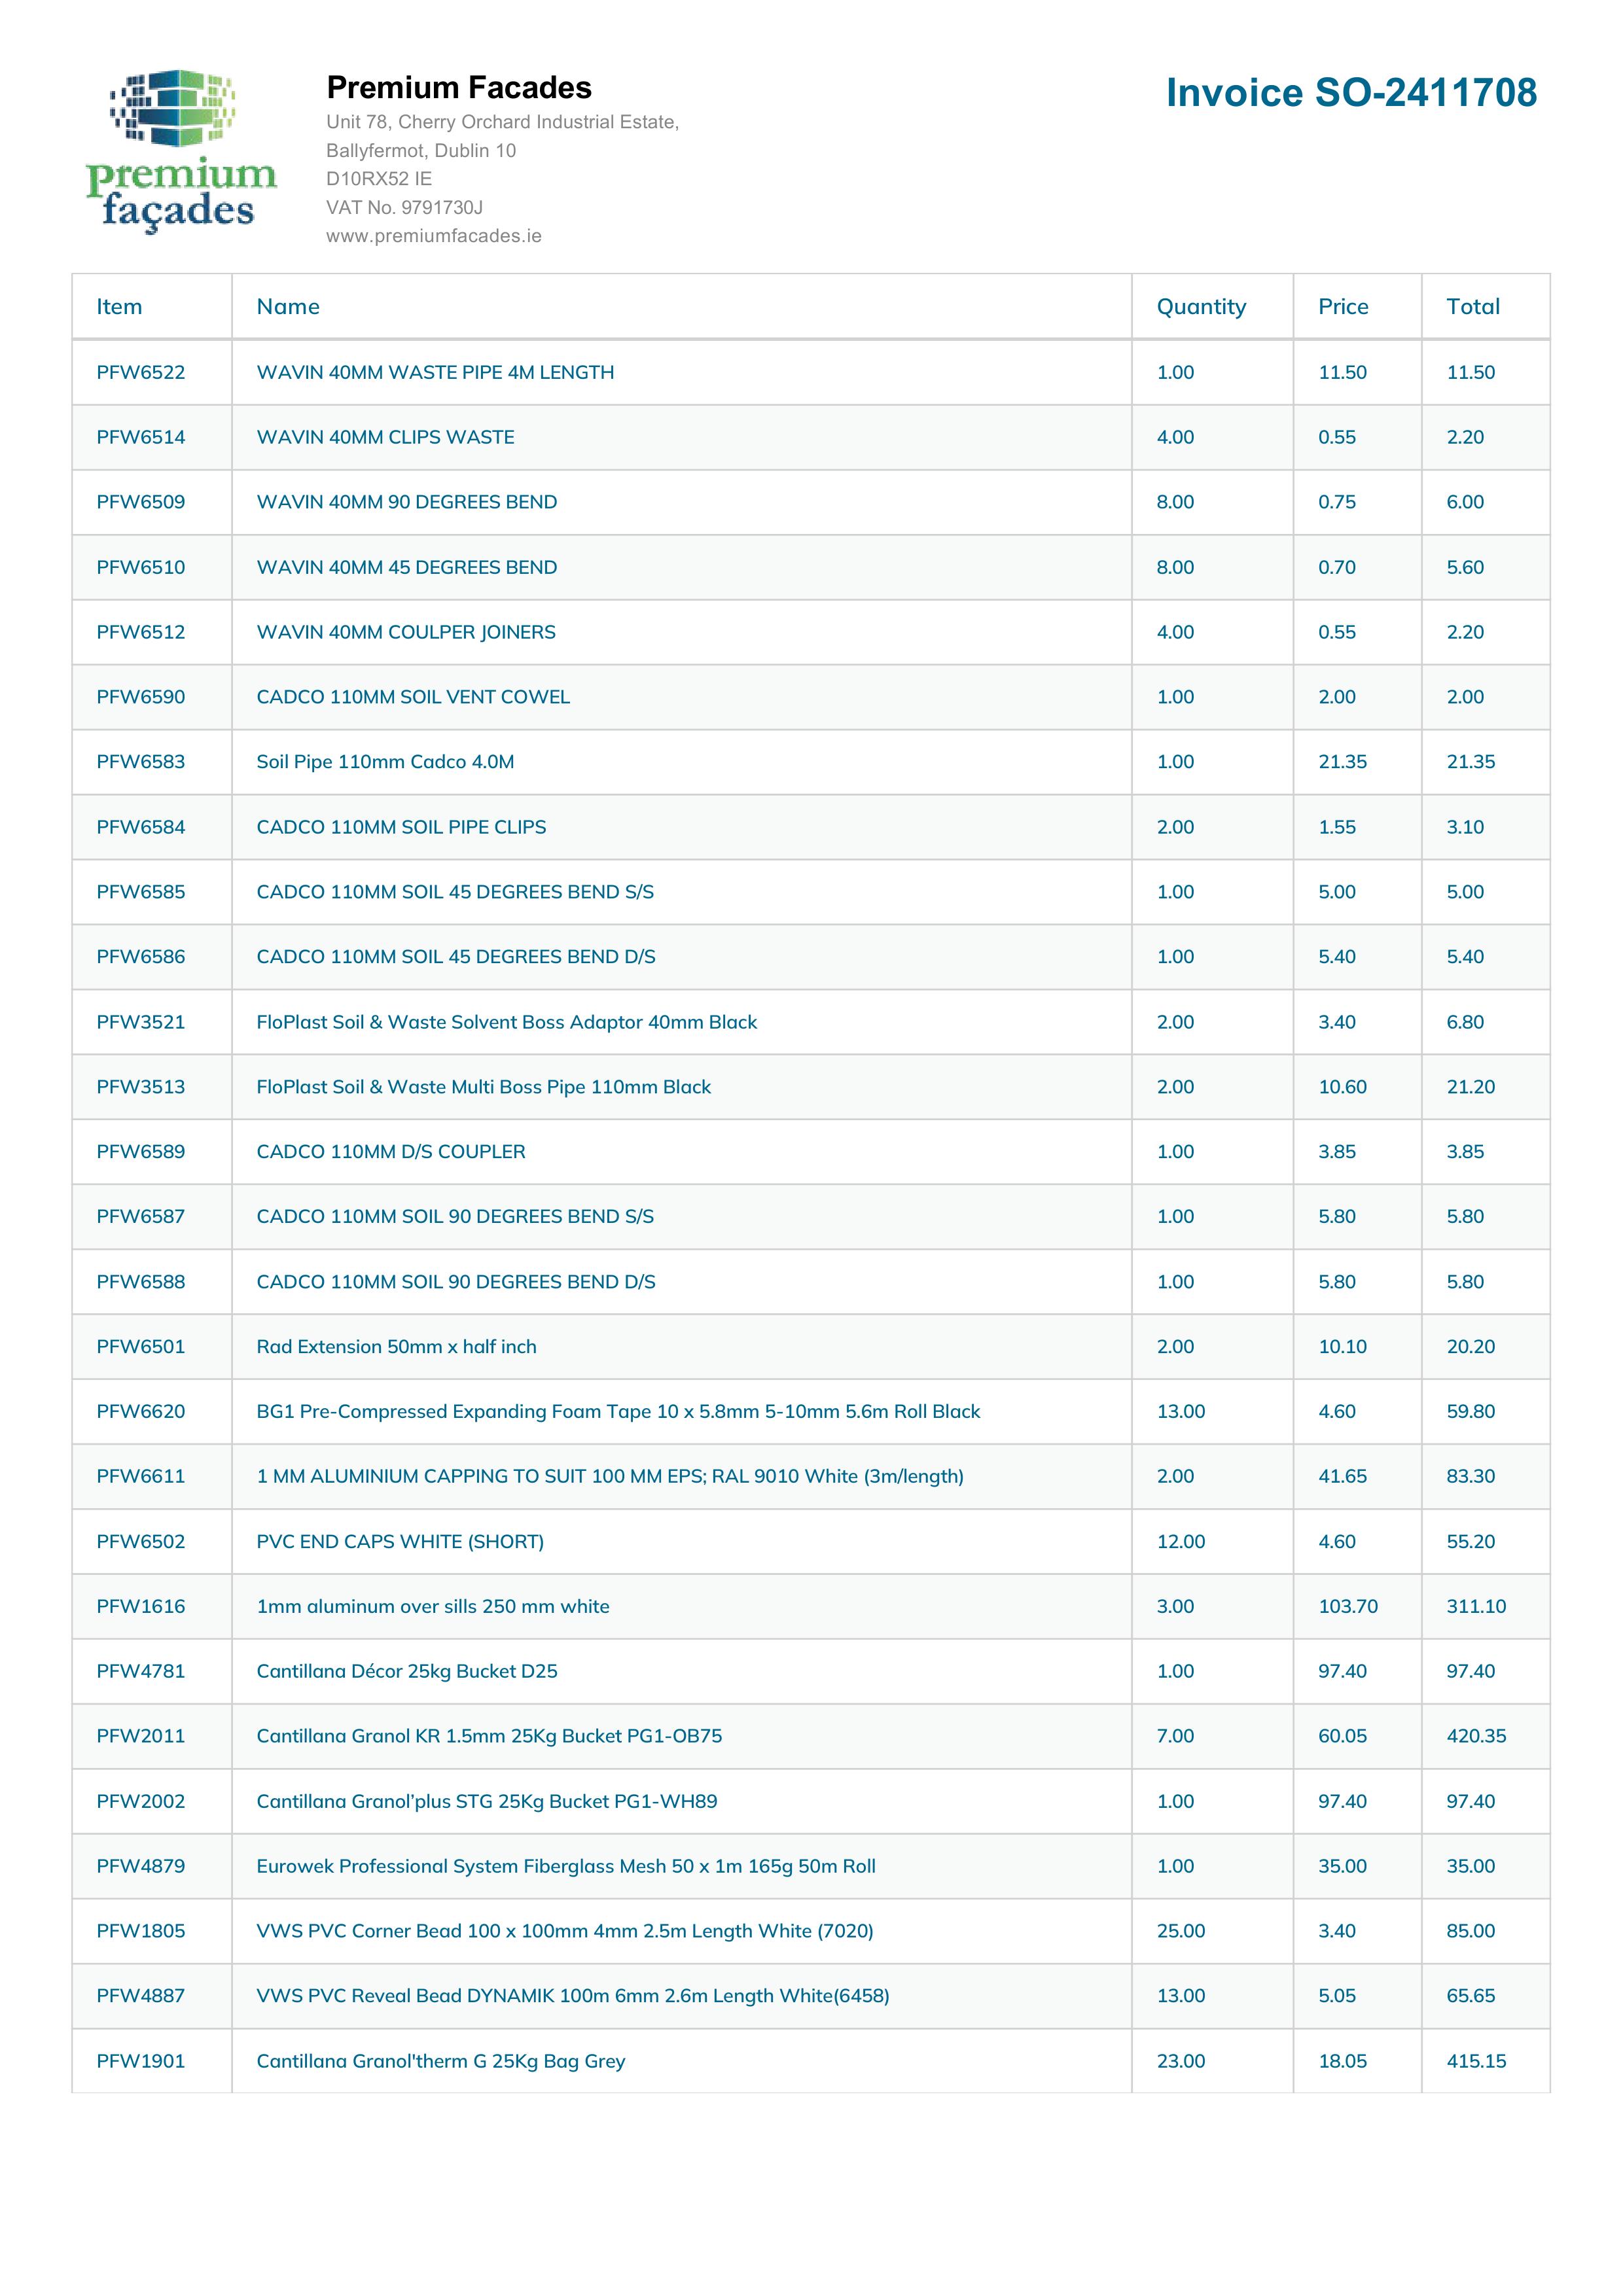 premium
façades
Premium Facades
Unit 78, Cherry Orchard Industrial Estate,
Ballyfermot, Dublin 10
D10RX52 IE
VAT No. 9791730J
www.premiumfacades.ie
Invoice SO-2411708
Item Name Quantity Price Total
PFW6522 WAVIN 40MM WASTE PIPE 4M LENGTH 1.00 11.50 11.50
PFW6514 WAVIN 40MM CLIPS WASTE 4.00 0.55 2.20
PFW6509 WAVIN 40MM 90 DEGREES BEND 8.00 0.75 6.00
PFW6510 WAVIN 40MM 45 DEGREES BEND 8.00 0.70 5.60
PFW6512 WAVIN 40MM COULPER JOINERS 4.00 0.55 2.20
PFW6590 CADCO 110MM SOIL VENT COWEL 1.00 2.00 2.00
PFW6583 Soil Pipe 110mm Cadco 4.0M 1.00 21.35 21.35
PFW6584 CADCO 110MM SOIL PIPE CLIPS 2.00 1.55 3.10
PFW6585 CADCO 110MM SOIL 45 DEGREES BEND S/S 1.00 5.00 5.00
PFW6586 CADCO 110MM SOIL 45 DEGREES BEND D/S 1.00 5.40 5.40
PFW3521 FloPlast Soil & Waste Solvent Boss Adaptor 40mm Black 2.00 3.40 6.80
PFW3513 FloPlast Soil & Waste Multi Boss Pipe 110mm Black 2.00 10.60 21.20
PFW6589 CADCO 110MM D/S COUPLER 1.00 3.85 3.85
PFW6587 CADCO 110MM SOIL 90 DEGREES BEND S/S 1.00 5.80 5.80
PFW6588 CADCO 110MM SOIL 90 DEGREES BEND D/S 1.00 5.80 5.80
PFW6501 Rad Extension 50mm x half inch 2.00 10.10 20.20
PFW6620 BG1 Pre-Compressed Expanding Foam Tape 10 x 5.8mm 5-10mm 5.6m Roll Black 13.00 4.60 59.80
PFW6611 1 MM ALUMINIUM CAPPING TO SUIT 100 MM EPS; RAL 9010 White (3m/length) 2.00 41.65 83.30
PFW6502 PVC END CAPS WHITE (SHORT) 12.00 4.60 55.20
PFW1616 1mm aluminum over sills 250 mm white 3.00 103.70 311.10
PFW4781 Cantillana Décor 25kg Bucket D25 1.00 97.40 97.40
PFW2011 Cantillana Granol KR 1.5mm 25Kg Bucket PG1-OB75 7.00 60.05 420.35
PFW2002 Cantillana Granol’plus STG 25Kg Bucket PG1-WH89 1.00 97.40 97.40
PFW4879 Eurowek Professional System Fiberglass Mesh 50 x 1m 165g 50m Roll 1.00 35.00 35.00
PFW1805 VWS PVC Corner Bead 100 x 100mm 4mm 2.5m Length White (7020) 25.00 3.40 85.00
PFW4887 VWS PVC Reveal Bead DYNAMIK 100m 6mm 2.6m Length White(6458) 13.00 5.05 65.65
PFW1901 Cantillana Granol'therm G 25Kg Bag Grey 23.00 18.05 415.15